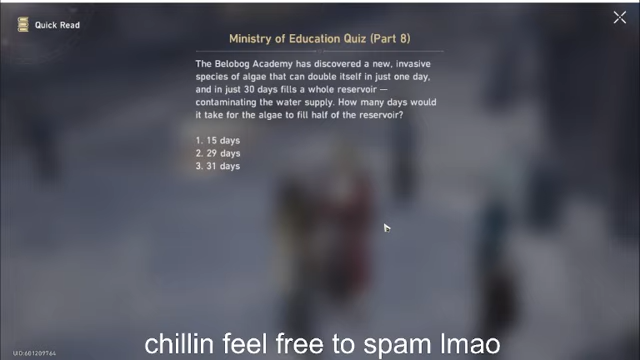 Quick Read
Ministry of Education Quiz (Part 8)
The Belobog Academy has discovered a new, invasive
species of algae that can double itself in just one day,
and in just 30 days fills a whole reservoir —
contaminating the water supply. How many days would
it take for the algae to fill half of the reservoir?
1. 15 days
2. 29 days
3. 31 days
chillin feel free to spam lmao
UID:601209764